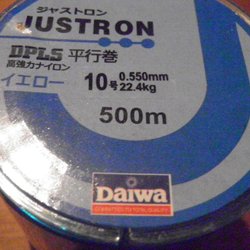 ジャストロン
JUSTRON
DPLS 平行巻
高強力ナイロン
イエロー 10号 0.550mm
22.4kg
500m
Daiwa